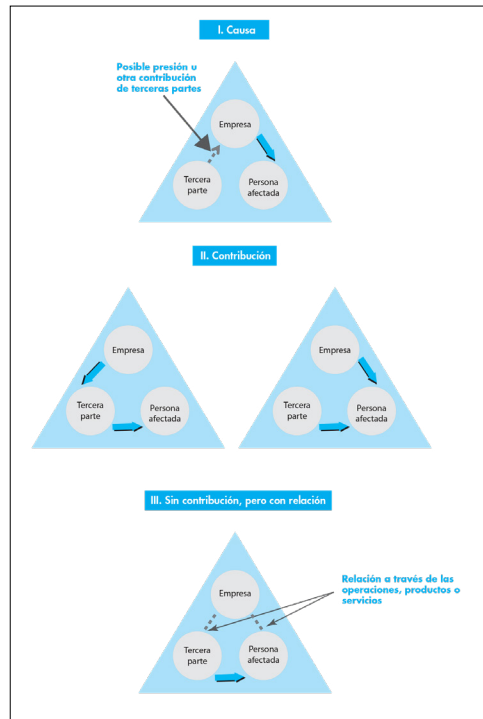 I. Causa
Posible presión u
otra contribución
de terceras partes
Empresa
Tercera
parte
Persona
afectada
II. Contribución
Empresa
Tercera
parte
Persona
afectada
Empresa
Tercera
parte
Persona
afectada
III. Sin contribución, pero con relación
Empresa
Relación a través de las
operaciones, productos o
servicios
Tercera
parte
Persona
afectada